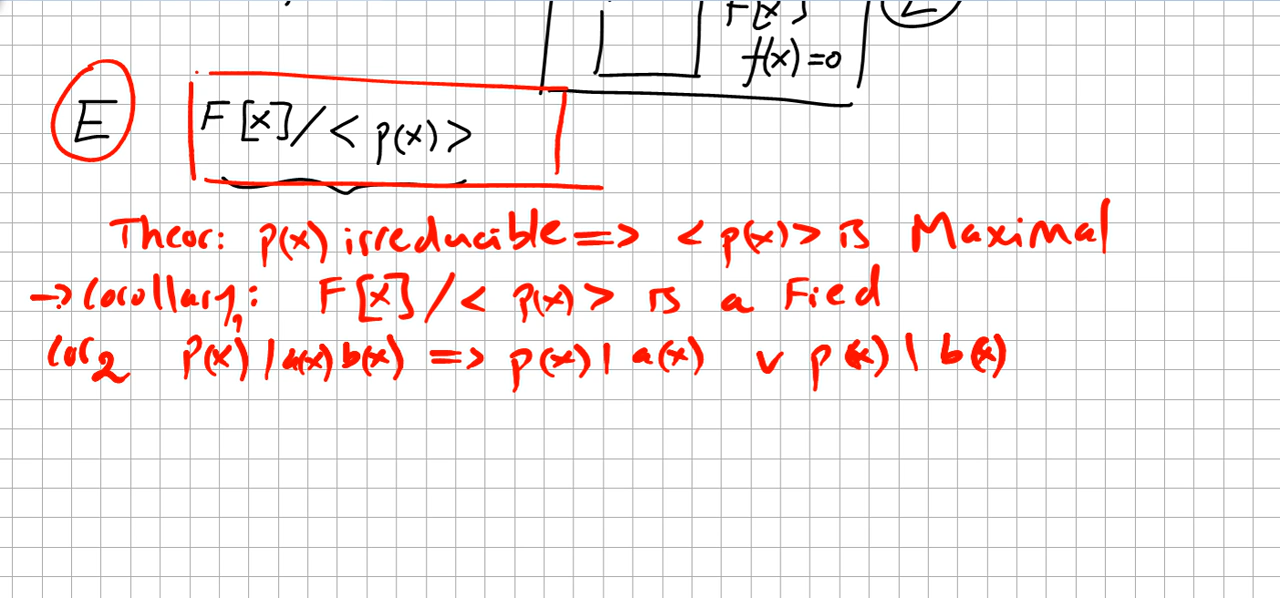 F[x]
f(x)=0
E F[x]/<p(x)>
Theor: p(x) irreducible => <p(x)> is Maximal
-> Corollary, : F[x]/<p(x)> is a Fied
Cor2 P(x) | a(x) b(x) => p(x) | a(x) v p(x) | b(x)